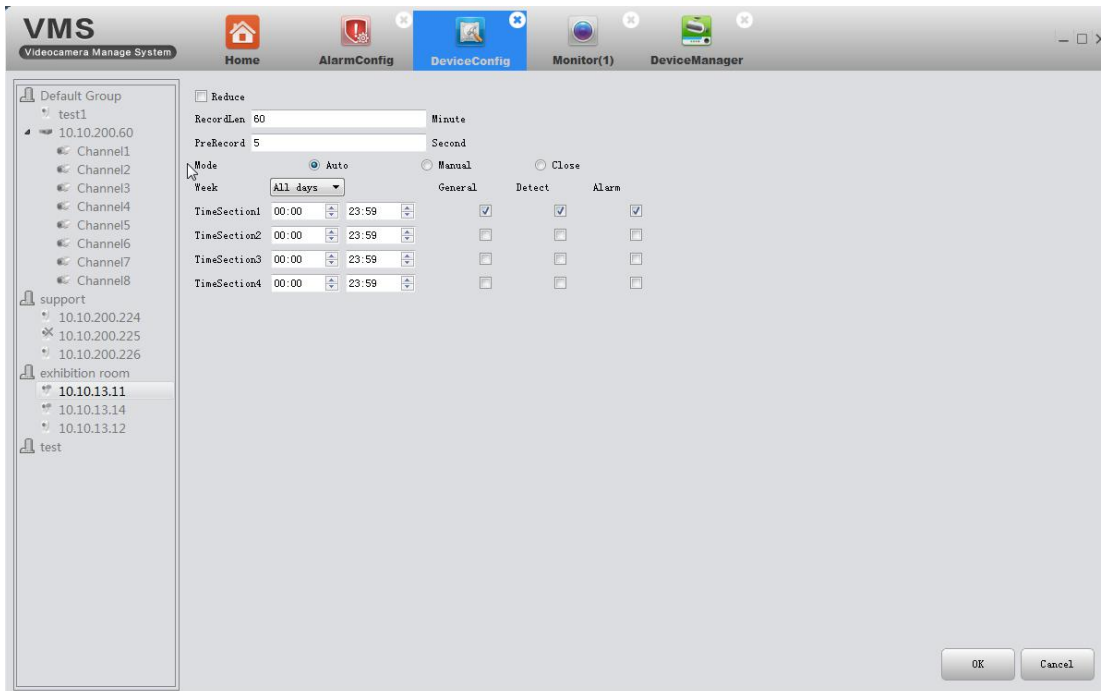 VMS
Videocamera Manage System
Home
AlarmConfig
DeviceConfig
Monitor(1)
DeviceManager
Default Group
test1
10.10.200.60
Channel1
Channel2
Channel3
Channel4
Channel5
Channel6
Channel7
Channel8
support
10.10.200.224
10.10.200.225
10.10.200.226
exhibition room
10.10.13.11
10.10.13.14
10.10.13.12
test
Reduce
RecordLen 60 Minute
PreRecord 5 Second
Mode Auto Manual Close
Week All days General Detect Alarm
TimeSection1 00:00 23:59
TimeSection2 00:00 23:59
TimeSection3 00:00 23:59
TimeSection4 00:00 23:59
OK Cancel